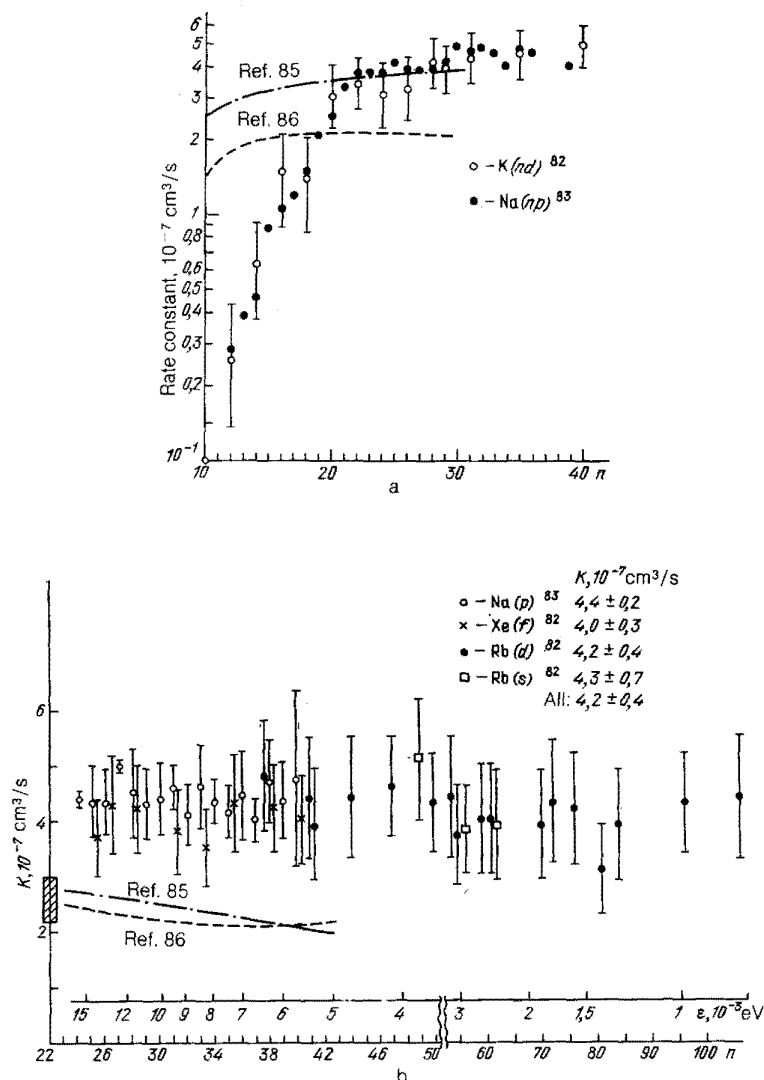 6
5
4
3
2
1
0,8
0,6
0,5
0,4
0,3
0,2
10⁻¹
Rate constant, 10⁻⁷ cm³/s
Ref. 85
Ref. 86
○ – K(nd) 82
● – Na(np) 83
10 20 30 40 n
a
K, 10⁻⁷ cm³/s
○ – Na(p) 83 4,4 ± 0,2
× – Xe(f) 82 4,0 ± 0,3
● – Rb(d) 82 4,2 ± 0,4
□ – Rb(s) 82 4,3 ± 0,7
All: 4,2 ± 0,4
6
4
2
K, 10⁻⁷ cm³/s
Ref. 85
Ref. 86
15 12 10 9 8 7 6 5 4 3 2 1,5 1 ε, 10⁻³ eV
22 26 30 34 38 42 46 50 60 70 80 90 100 n
b